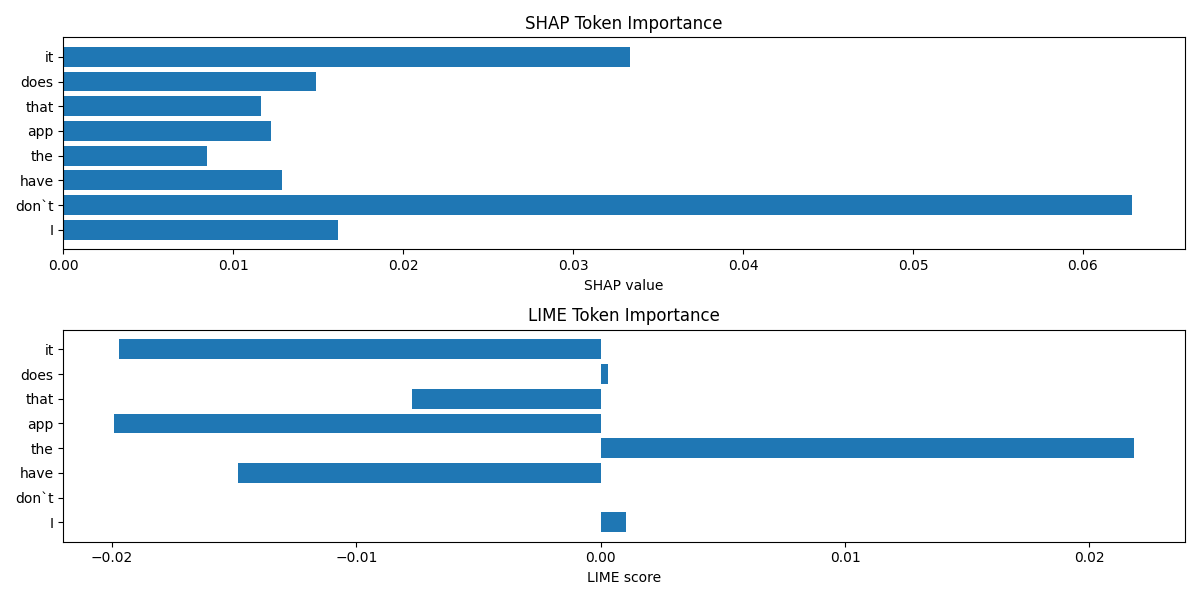 SHAP Token Importance
it
does
that
app
the
have
don`t
I
0.00 0.01 0.02 0.03 0.04 0.05 0.06
SHAP value
LIME Token Importance
it
does
that
app
the
have
don`t
I
−0.02 −0.01 0.00 0.01 0.02
LIME score